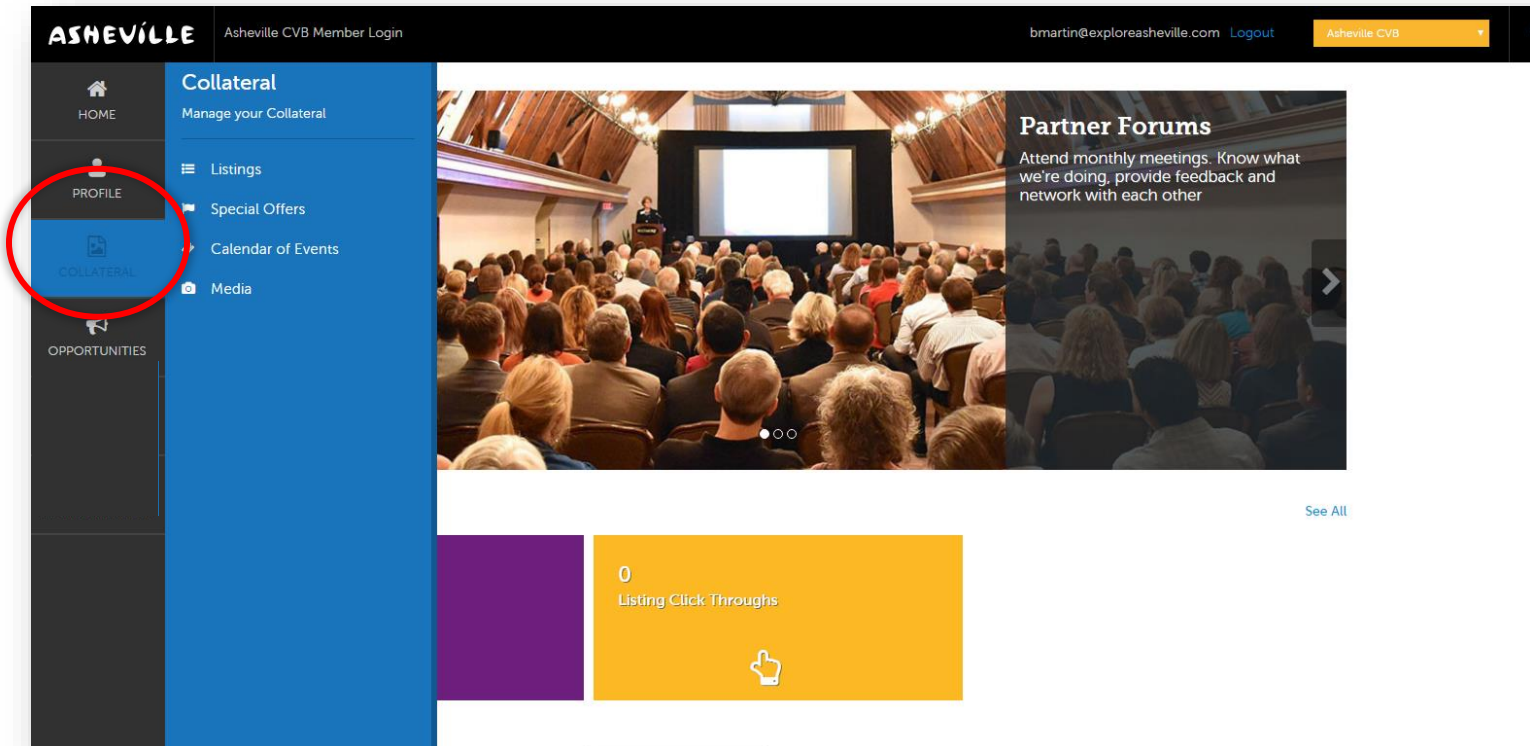 ASHEVÍLLE
Asheville CVB Member Login
bmartin@exploreasheville.com Logout
Asheville CVB
HOME
PROFILE
COLLATERAL
OPPORTUNITIES
Collateral
Manage your Collateral
Listings
Special Offers
Calendar of Events
Media
Partner Forums
Attend monthly meetings. Know what
we're doing, provide feedback and
network with each other
See All
0
Listing Click Throughs